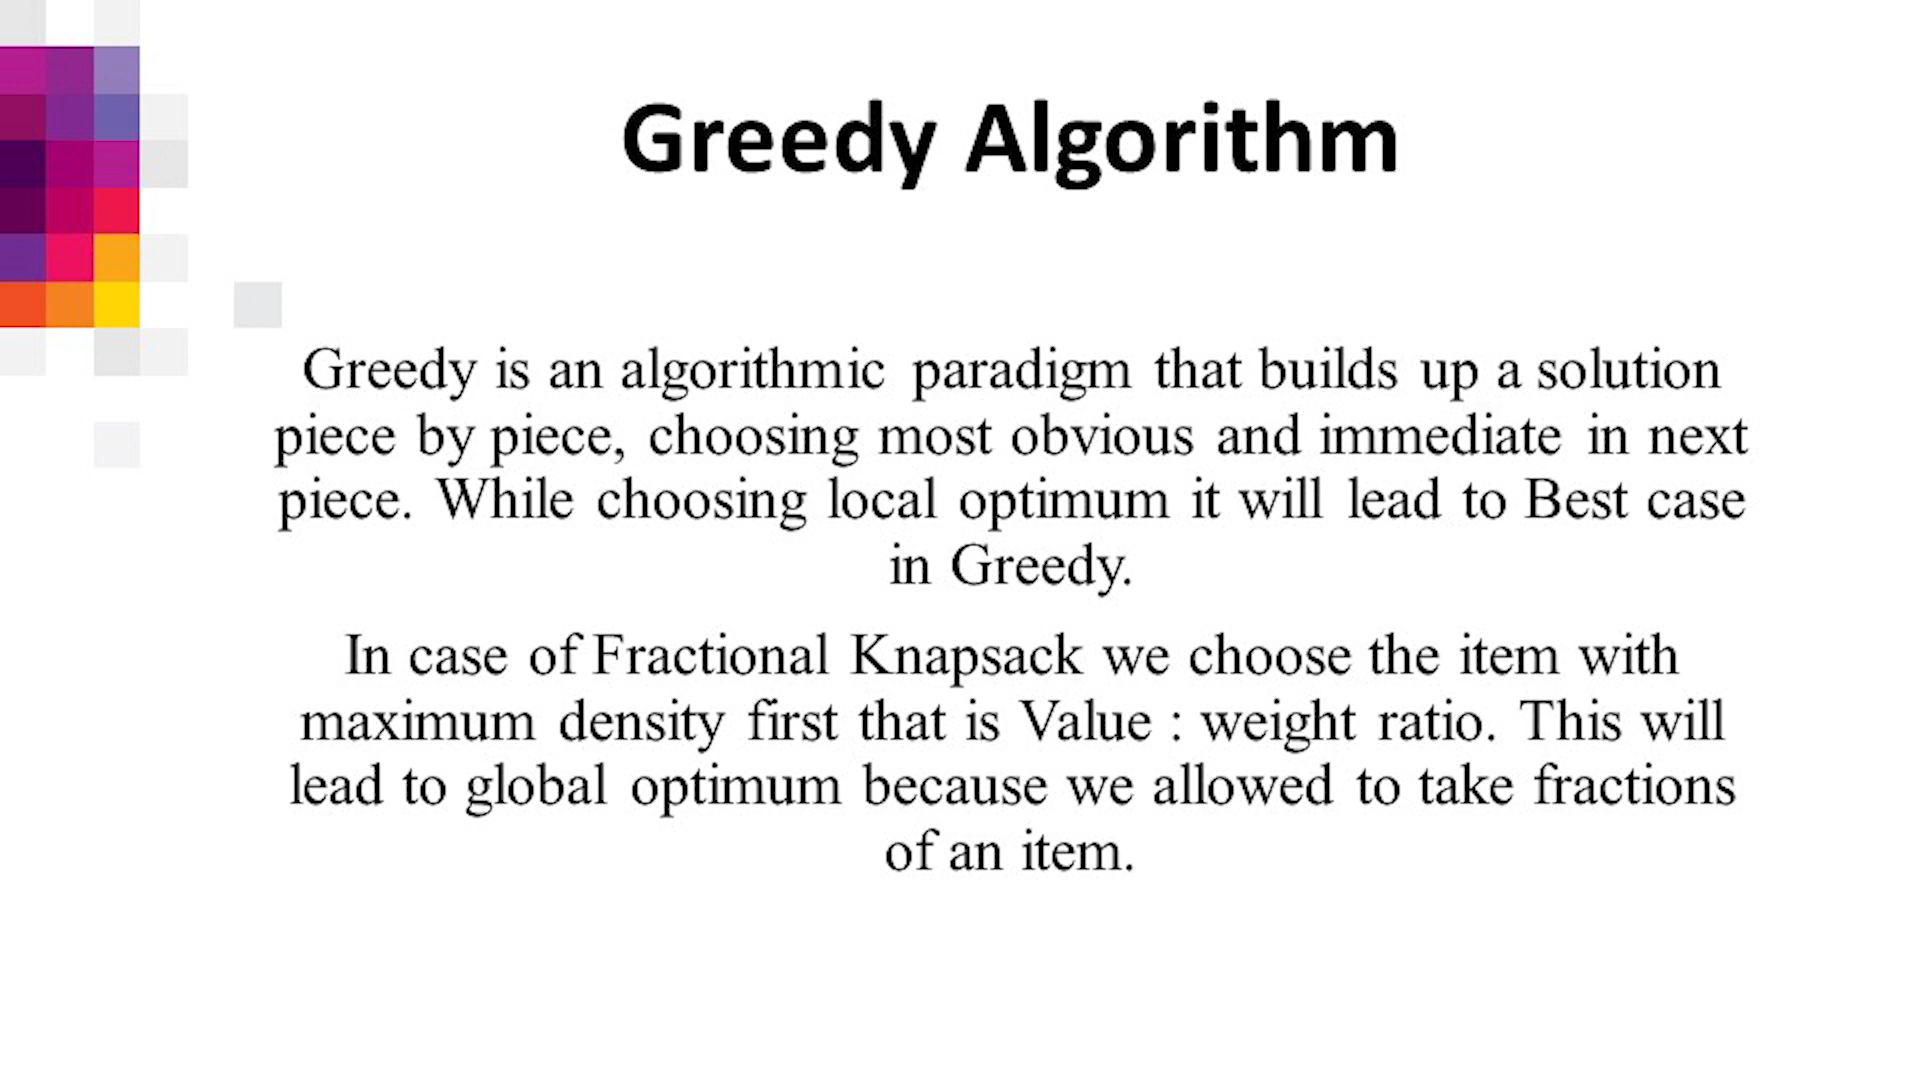 Greedy Algorithm
Greedy is an algorithmic paradigm that builds up a solution
piece by piece, choosing most obvious and immediate in next
piece. While choosing local optimum it will lead to Best case
in Greedy.
In case of Fractional Knapsack we choose the item with
maximum density first that is Value : weight ratio. This will
lead to global optimum because we allowed to take fractions
of an item.